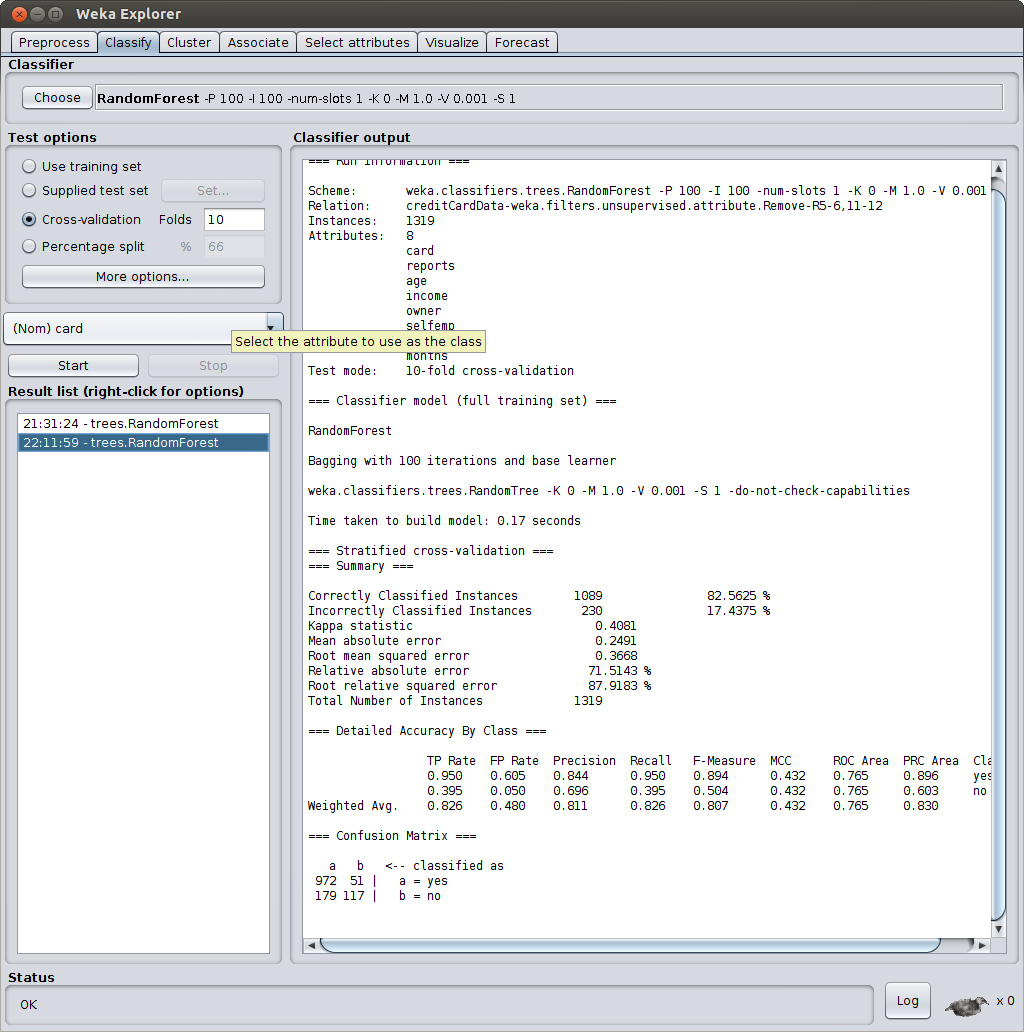 Weka Explorer
Preprocess Classify Cluster Associate Select attributes Visualize Forecast
Classifier
Choose RandomForest -P 100 -I 100 -num-slots 1 -K 0 -M 1.0 -V 0.001 -S 1
Test options
Use training set
Supplied test set Set...
Cross-validation Folds 10
Percentage split % 66
More options...
(Nom) card
Select the attribute to use as the class
Start Stop
Result list (right-click for options)
21:31:24 - trees.RandomForest
22:11:59 - trees.RandomForest
Classifier output
=== Run information ===
Scheme: weka.classifiers.trees.RandomForest -P 100 -I 100 -num-slots 1 -K 0 -M 1.0 -V 0.001
Relation: creditCardData-weka.filters.unsupervised.attribute.Remove-R5-6,11-12
Instances: 1319
Attributes: 8
card
reports
age
income
owner
selfemp
months
Test mode: 10-fold cross-validation
=== Classifier model (full training set) ===
RandomForest
Bagging with 100 iterations and base learner
weka.classifiers.trees.RandomTree -K 0 -M 1.0 -V 0.001 -S 1 -do-not-check-capabilities
Time taken to build model: 0.17 seconds
=== Stratified cross-validation ===
=== Summary ===
Correctly Classified Instances 1089 82.5625 %
Incorrectly Classified Instances 230 17.4375 %
Kappa statistic 0.4081
Mean absolute error 0.2491
Root mean squared error 0.3668
Relative absolute error 71.5143 %
Root relative squared error 87.9183 %
Total Number of Instances 1319
=== Detailed Accuracy By Class ===
TP Rate FP Rate Precision Recall F-Measure MCC ROC Area PRC Area Cla
0.950 0.605 0.844 0.950 0.894 0.432 0.765 0.896 yes
0.395 0.050 0.696 0.395 0.504 0.432 0.765 0.603 no
Weighted Avg. 0.826 0.480 0.811 0.826 0.807 0.432 0.765 0.830
=== Confusion Matrix ===
a b <-- classified as
972 51 | a = yes
179 117 | b = no
Status
OK
Log x 0